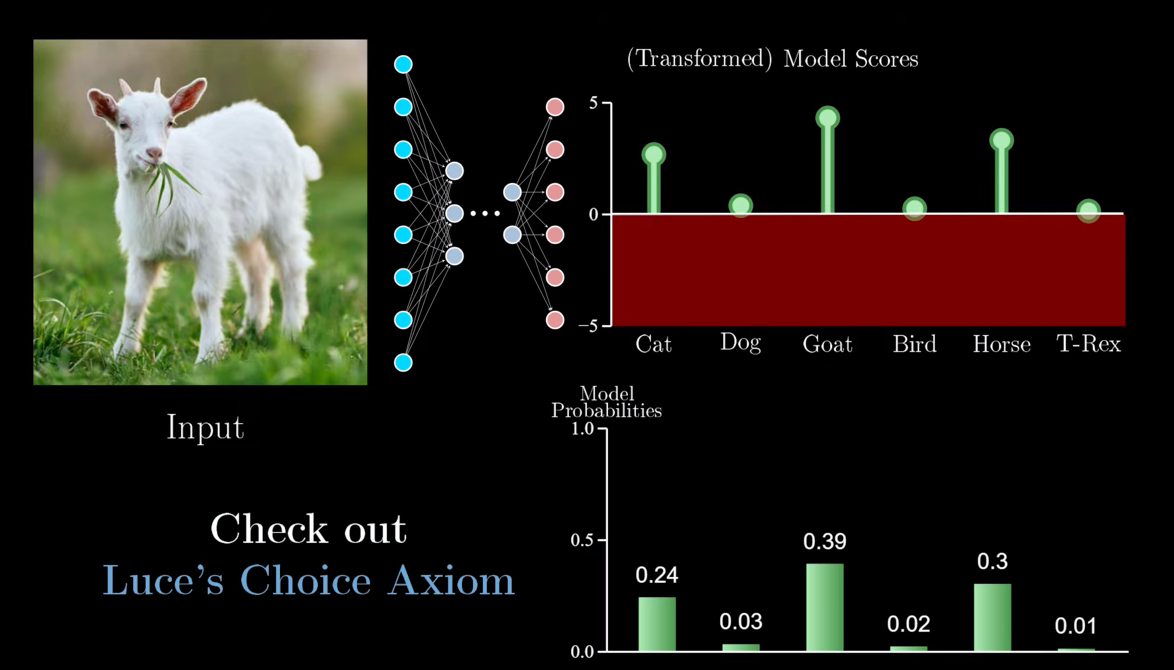 (Transformed) Model Scores
5
0
−5
Cat Dog Goat Bird Horse T-Rex
Input
Model
Probabilities
1.0
0.5
0.0
0.24 0.03 0.39 0.02 0.3 0.01
Check out
Luce's Choice Axiom